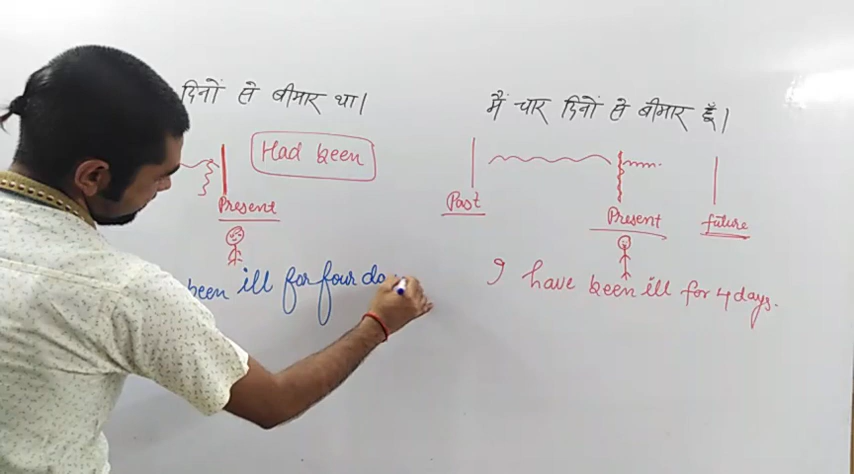 दिनों से बीमार था।
Had been
Present
been ill for four da
मैं चार दिनों से बीमार हूँ।
Past
Present
future
I have been ill for 4 days.